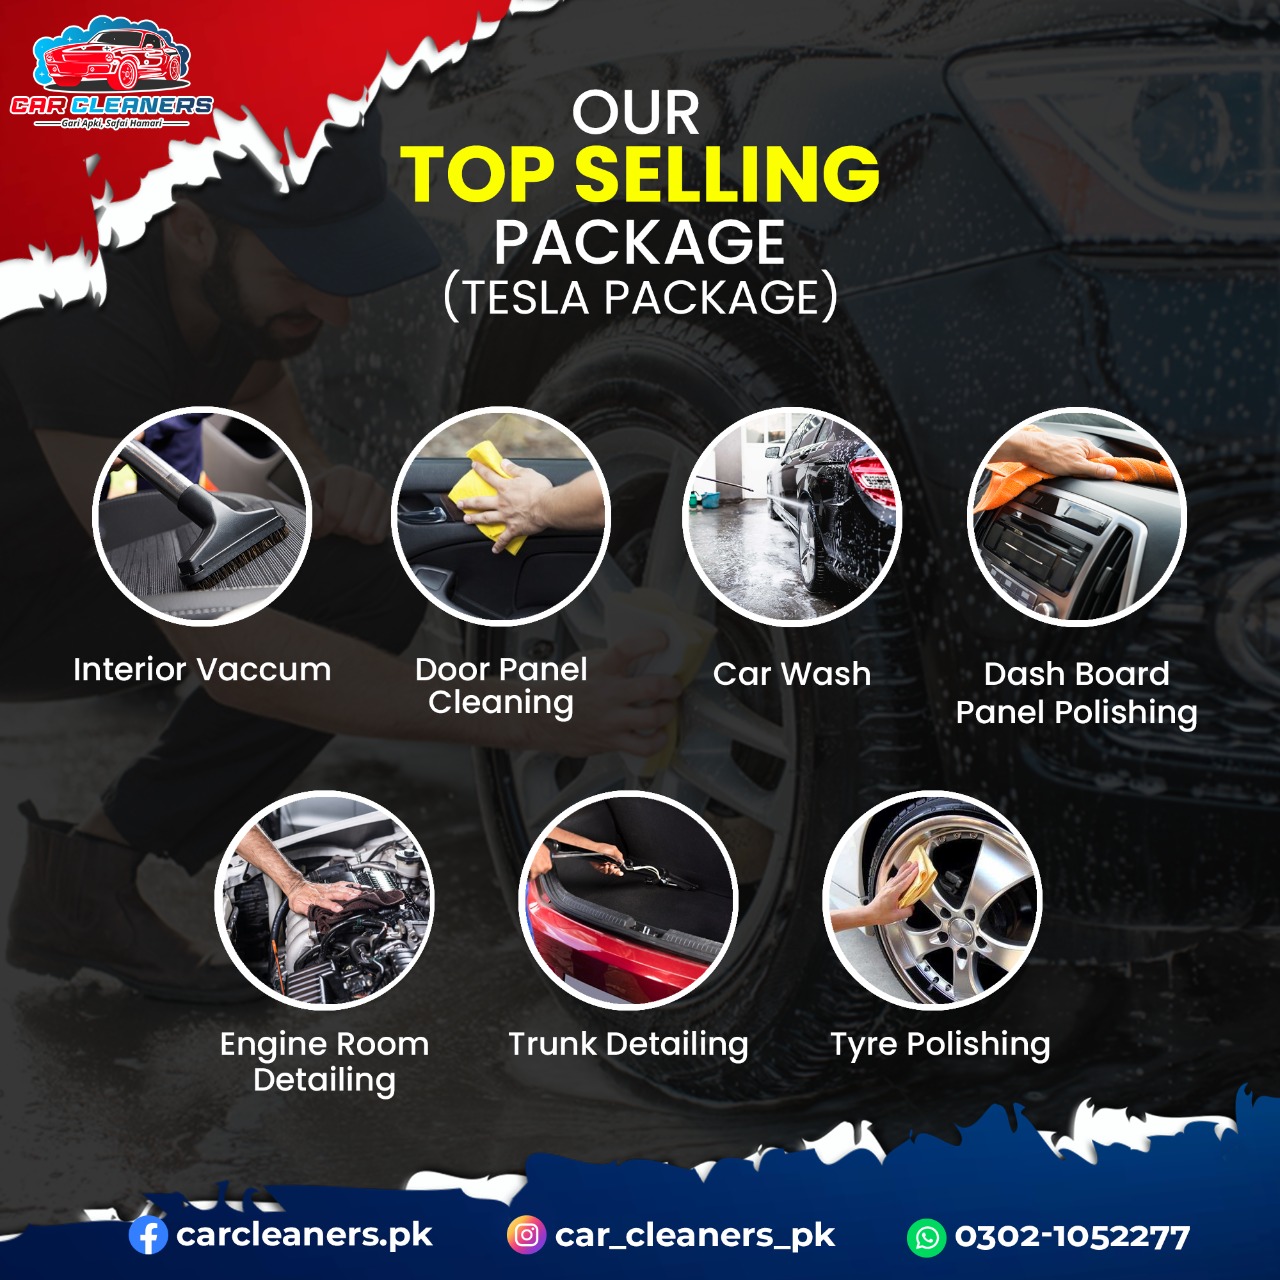 CAR CLEANERS
Gari Apki, Safai Hamari
OUR
TOP SELLING
PACKAGE
(TESLA PACKAGE)
Interior Vaccum
Door Panel
Cleaning
Car Wash
Dash Board
Panel Polishing
Engine Room
Detailing
Trunk Detailing
Tyre Polishing
carcleaners.pk
car_cleaners_pk
0302-1052277